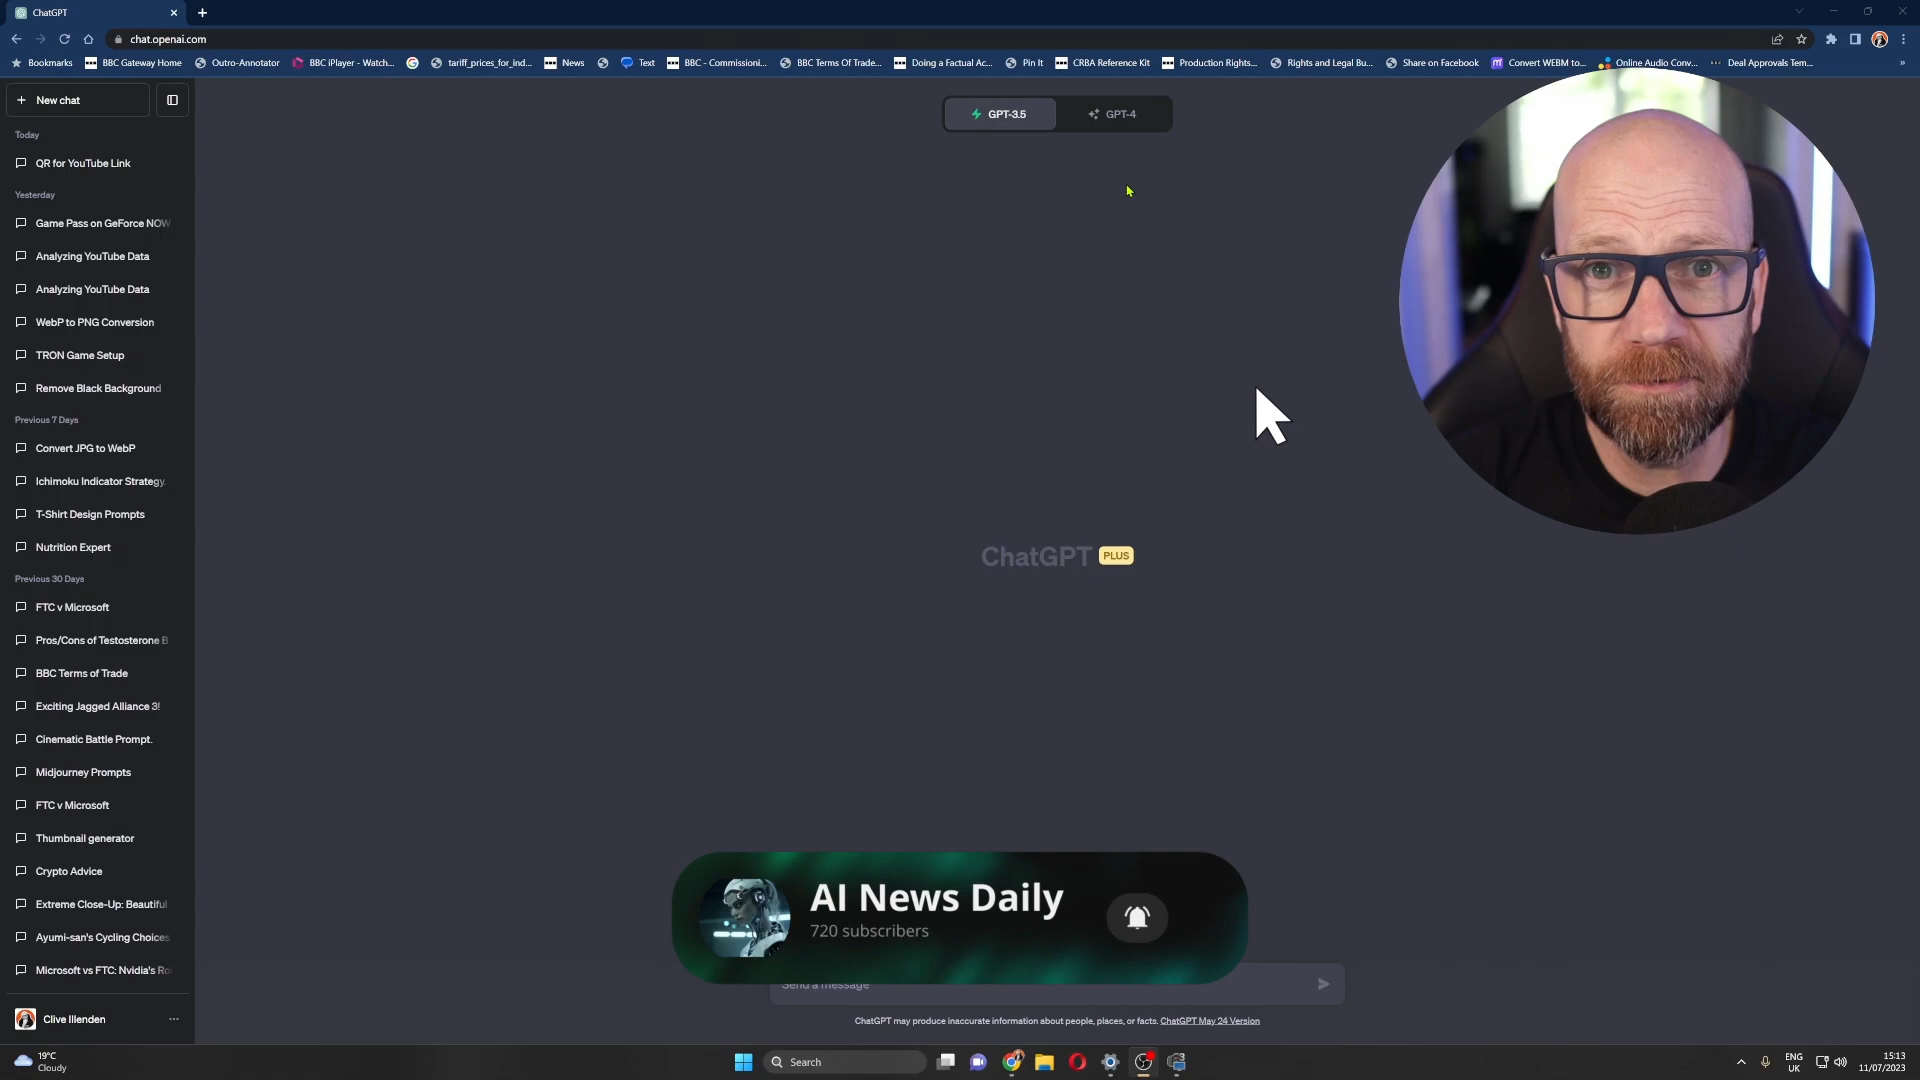 ChatGPT
chat.openai.com
Bookmarks
BBC Gateway Home
Outro-Annotator
BBC iPlayer - Watch...
tariff_prices_for_ind...
News
Text
BBC - Commissioni...
BBC Terms Of Trade...
Doing a Factual Ac...
Pin It
CRBA Reference Kit
Production Rights...
Rights and Legal Bu...
Share on Facebook
Convert WEBM to...
Online Audio Conv...
Deal Approvals Tem...
New chat
GPT-3.5
GPT-4
Today
QR for YouTube Link
Yesterday
Game Pass on GeForce NOW
Analyzing YouTube Data
Analyzing YouTube Data
WebP to PNG Conversion
TRON Game Setup
Remove Black Background
Previous 7 Days
Convert JPG to WebP
Ichimoku Indicator Strategy.
T-Shirt Design Prompts
Nutrition Expert
Previous 30 Days
FTC v Microsoft
Pros/Cons of Testosterone B
BBC Terms of Trade
Exciting Jagged Alliance 3!
Cinematic Battle Prompt.
Midjourney Prompts
FTC v Microsoft
Thumbnail generator
Crypto Advice
Extreme Close-Up: Beautiful
Ayumi-san's Cycling Choices
Microsoft vs FTC: Nvidia's Ro
Clive Illenden
ChatGPT PLUS
AI News Daily
720 subscribers
Send a message
ChatGPT may produce inaccurate information about people, places, or facts. ChatGPT May 24 Version
19°C
Cloudy
Search
ENG
UK
15:13
11/07/2023